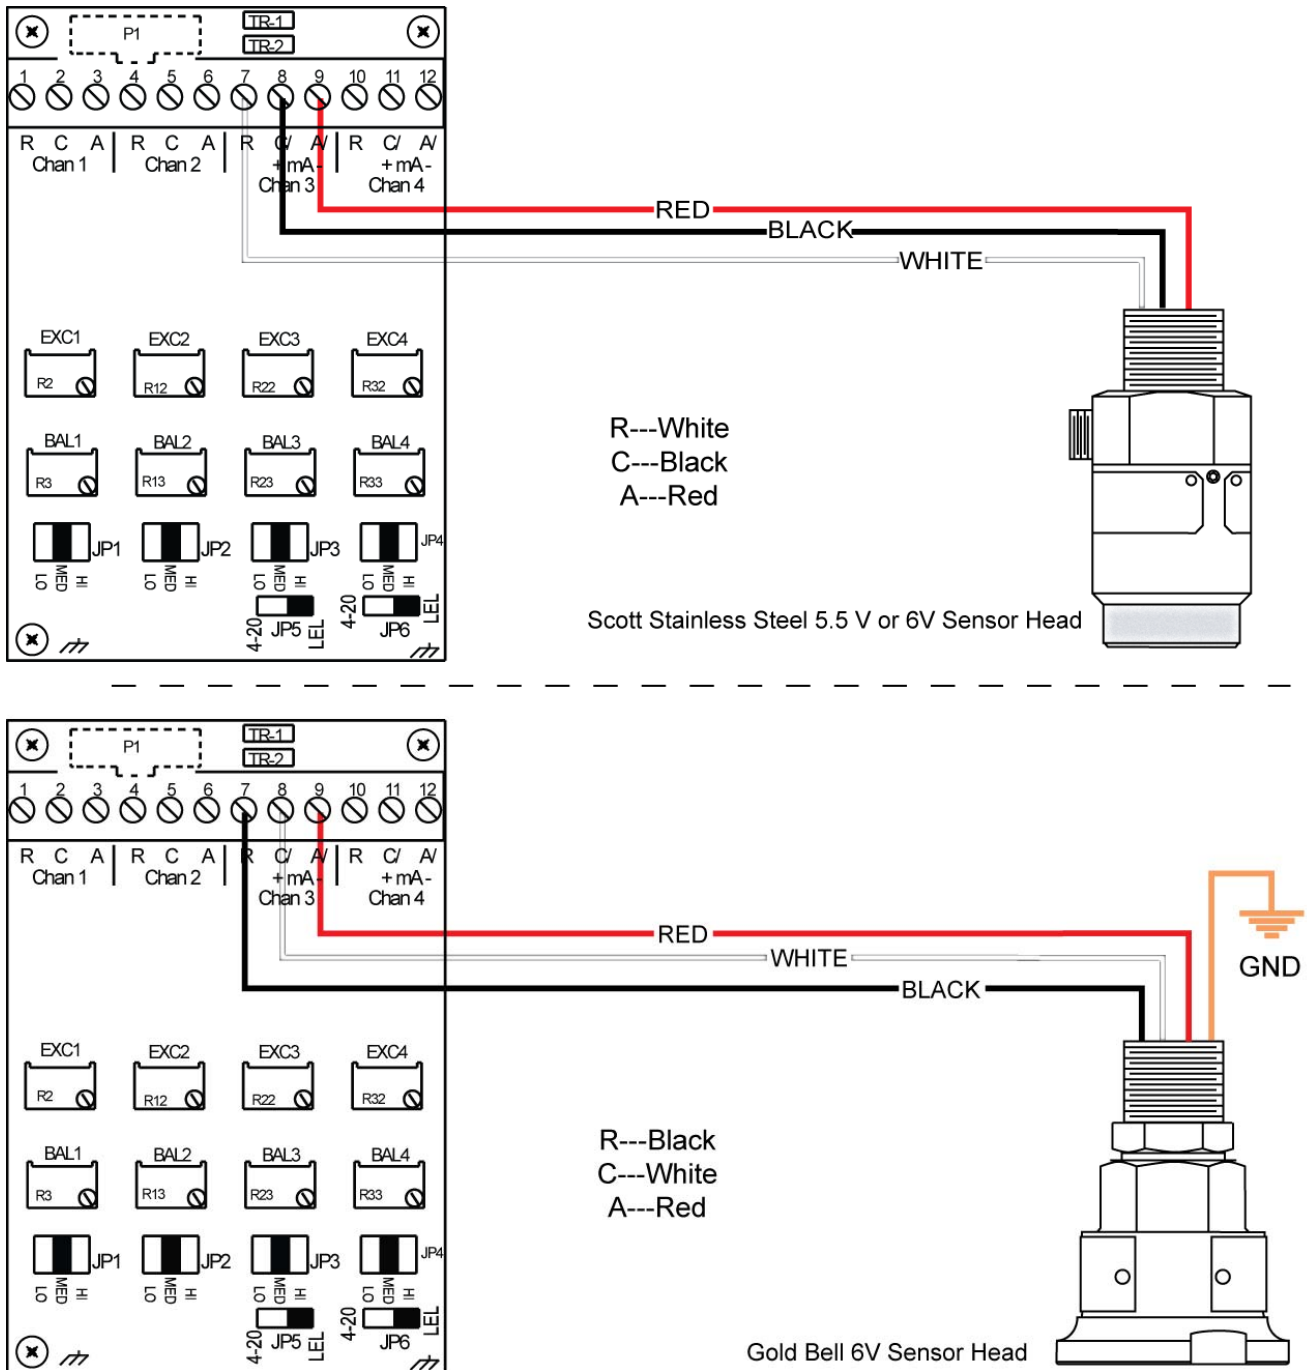 P1
TR-1
TR-2
1 2 3 4 5 6 7 8 9 10 11 12
R C A R C A R C/ A/ R C/ A/
+ mA - + mA -
Chan 1 Chan 2 Chan 3 Chan 4
RED
BLACK
WHITE
EXC1 EXC2 EXC3 EXC4
R2 R12 R22 R32
BAL1 BAL2 BAL3 BAL4
R3 R13 R23 R33
R---White
C---Black
A---Red
JP1 JP2 JP3 JP4
LO MED HI LO MED HI LO MED HI LO MED HI
4-20 JP5 LEL 4-20 JP6 LEL
Scott Stainless Steel 5.5 V or 6V Sensor Head
P1
TR-1
TR-2
1 2 3 4 5 6 7 8 9 10 11 12
R C A R C A R C/ A/ R C/ A/
+ mA - + mA -
Chan 1 Chan 2 Chan 3 Chan 4
RED
WHITE
BLACK
GND
EXC1 EXC2 EXC3 EXC4
R2 R12 R22 R32
BAL1 BAL2 BAL3 BAL4
R3 R13 R23 R33
R---Black
C---White
A---Red
JP1 JP2 JP3 JP4
LO MED HI LO MED HI LO MED HI LO MED HI
4-20 JP5 LEL 4-20 JP6 LEL
Gold Bell 6V Sensor Head